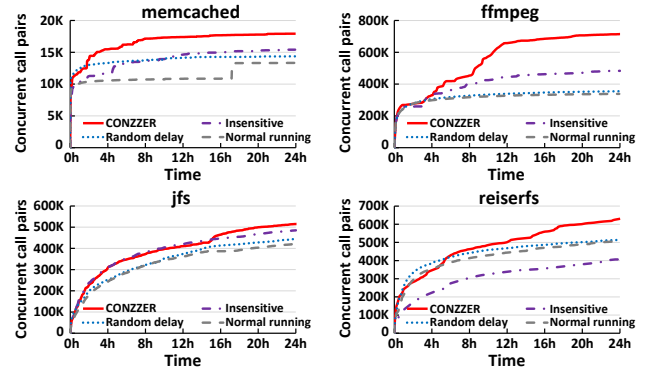 memcached
Concurrent call pairs
20K
15K
10K
5K
0
CONZZER
Insensitive
Random delay
Normal running
0h 4h 8h 12h 16h 20h 24h
Time
ffmpeg
Concurrent call pairs
800K
600K
400K
200K
0
CONZZER
Insensitive
Random delay
Normal running
0h 4h 8h 12h 16h 20h 24h
Time
jfs
Concurrent call pairs
600K
500K
400K
300K
200K
100K
0
CONZZER
Insensitive
Random delay
Normal running
0h 4h 8h 12h 16h 20h 24h
Time
reiserfs
Concurrent call pairs
700K
600K
500K
400K
300K
200K
100K
0
CONZZER
Insensitive
Random delay
Normal running
0h 4h 8h 12h 16h 20h 24h
Time